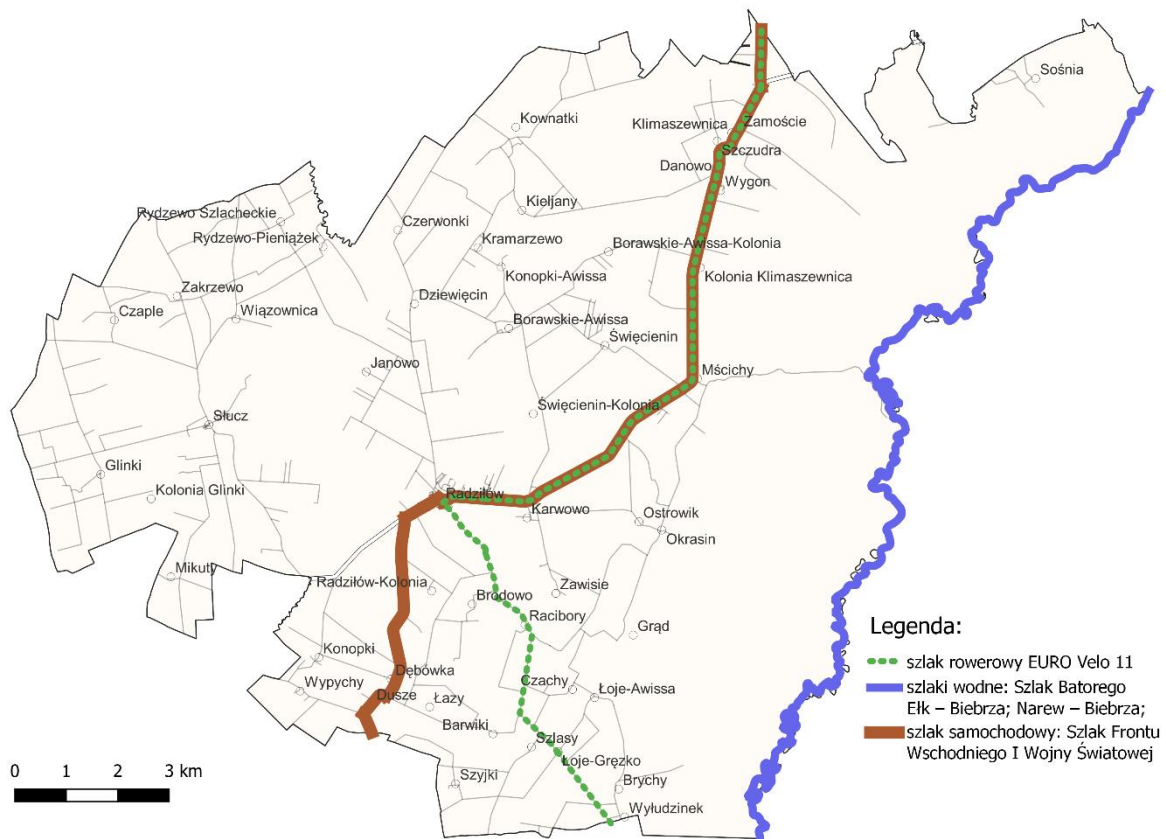 Sośnia
Kownatki
Klimaszewnica
Zamoście
Szczudra
Danowo
Wygon
Kieljany
Rydzewo Szlacheckie
Czerwonki
Rydzewo-Pieniążek
Kramarzewo
Borawskie-Awissa-Kolonia
Konopki-Awissa
Kolonia Klimaszewnica
Zakrzewo
Dziewięcin
Czaple
Wiązownica
Borawskie-Awissa
Święcienin
Janowo
Mścichy
Święcienin-Kolonia
Słucz
Glinki
Kolonia Glinki
Radziłów
Karwowo
Ostrowik
Okrasin
Mikuty
Radziłów-Kolonia
Zawisie
Brodowo
Racibory
Grąd
Konopki
Dębówka
Wypychy
Dusze
Łazy
Czachy
Łoje-Awissa
Barwiki
Szlasy
Łoje-Gręzko
Szyjki
Brychy
Wyłudzinek
Legenda:
szlak rowerowy EURO Velo 11
szlaki wodne: Szlak Batorego
Ełk – Biebrza; Narew – Biebrza;
szlak samochodowy: Szlak Frontu
Wschodniego I Wojny Światowej
0 1 2 3 km